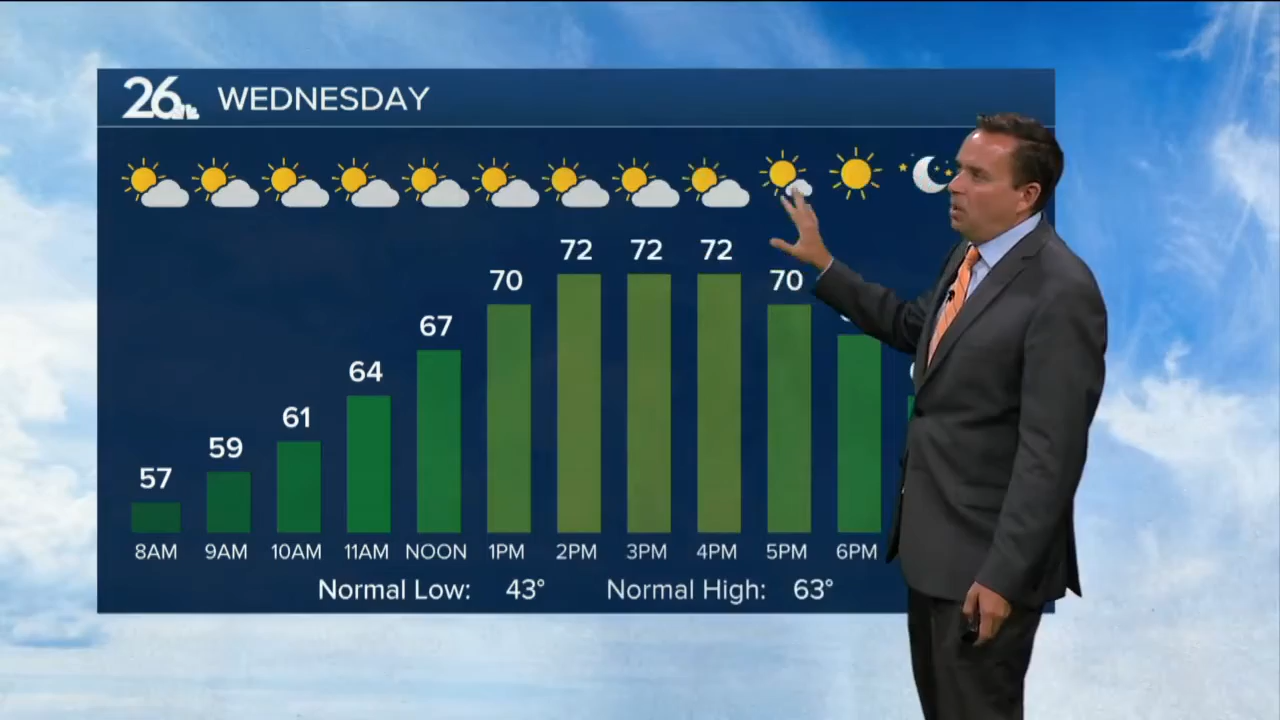 26 WEDNESDAY
72 72 72
70 70
67
64
61
59
57
8AM 9AM 10AM 11AM NOON 1PM 2PM 3PM 4PM 5PM 6PM
Normal Low: 43° Normal High: 63°